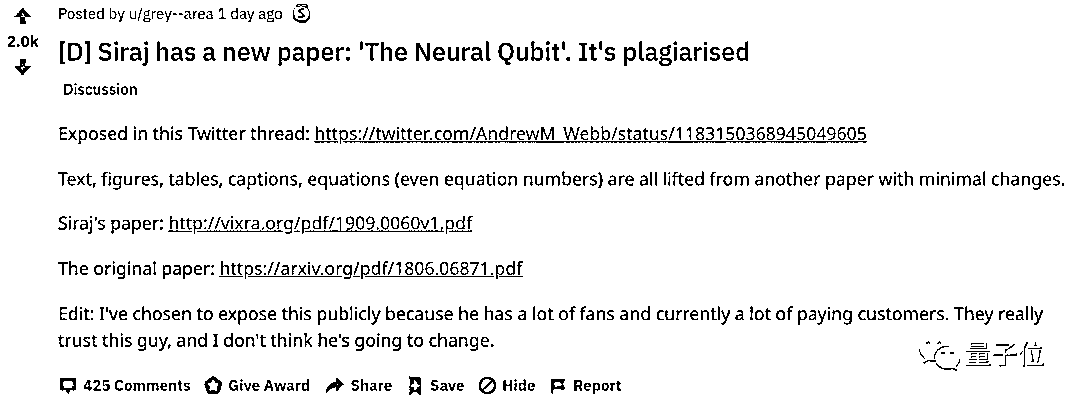 Posted by u/grey--area 1 day ago
2.0k
[D] Siraj has a new paper: 'The Neural Qubit'. It's plagiarised
Discussion
Exposed in this Twitter thread: https://twitter.com/AndrewM_Webb/status/1183150368945049605
Text, figures, tables, captions, equations (even equation numbers) are all lifted from another paper with minimal changes.
Siraj's paper: http://vixra.org/pdf/1909.0060v1.pdf
The original paper: https://arxiv.org/pdf/1806.06871.pdf
Edit: I've chosen to expose this publicly because he has a lot of fans and currently a lot of paying customers. They really
trust this guy, and I don't think he's going to change.
量子位
425 Comments Give Award Share Save Hide Report